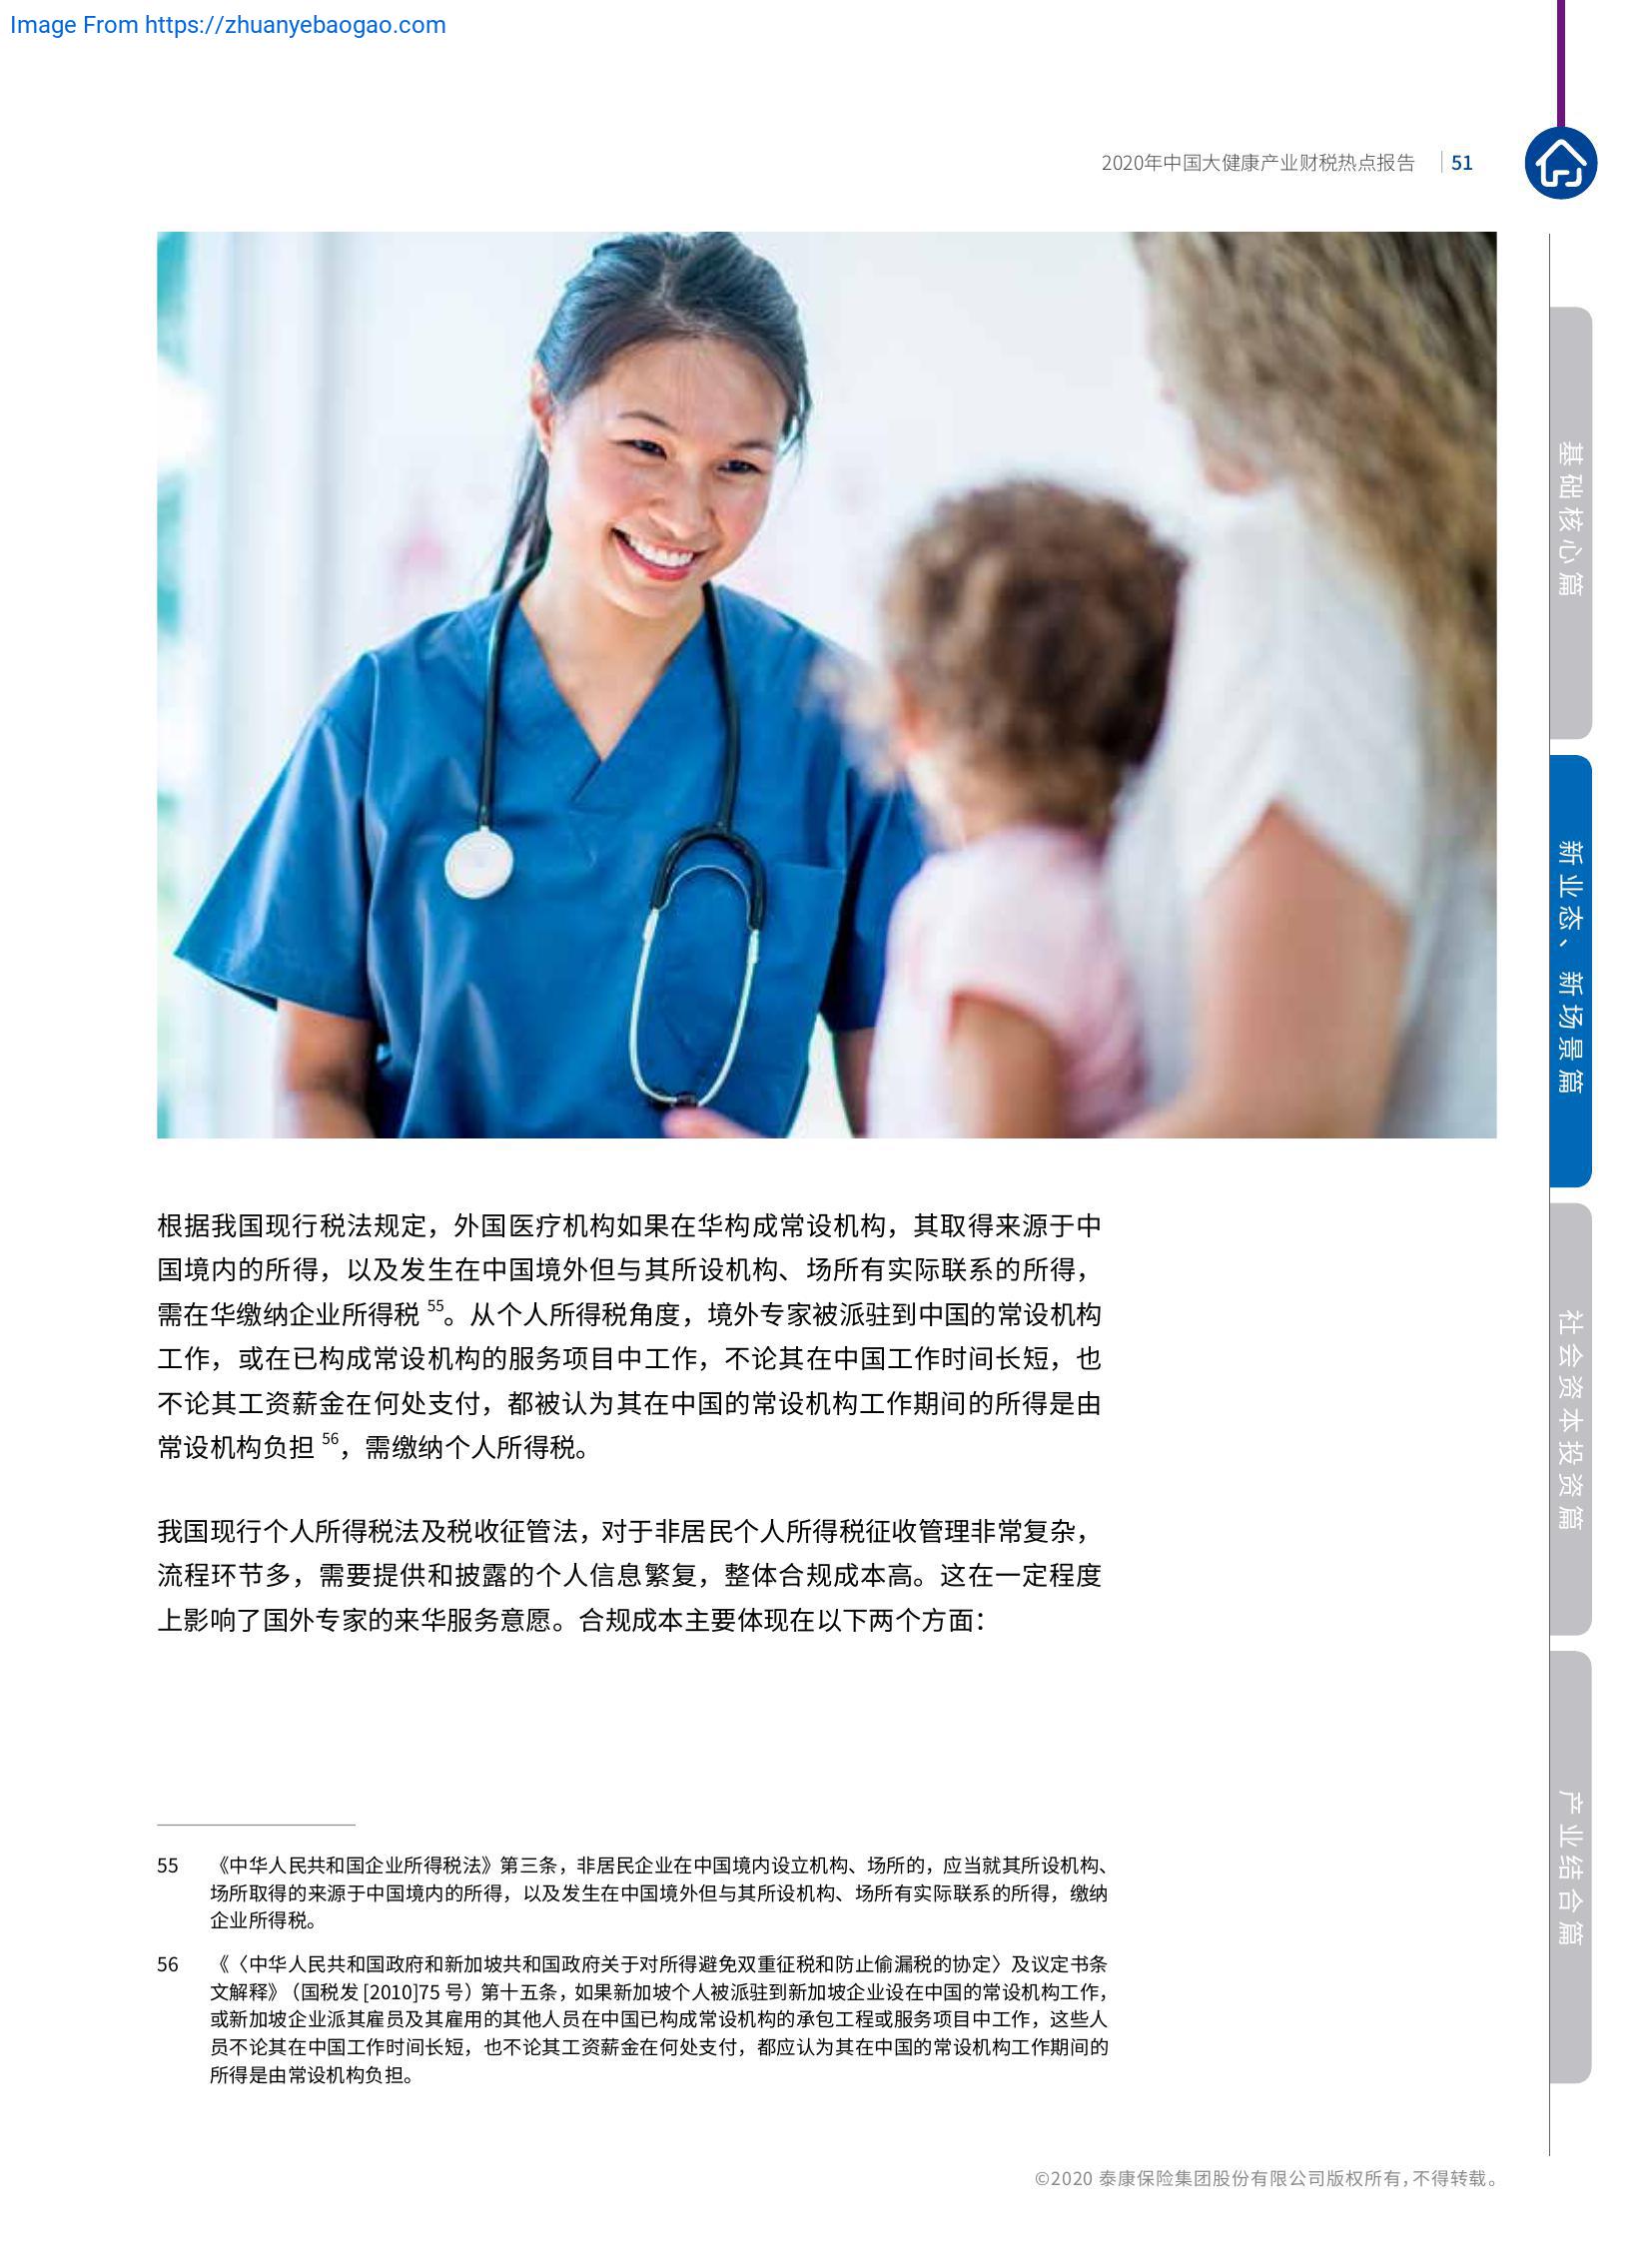 Image From https://zhuanyebaogao.com
2020年中国大健康产业财税热点报告 51
根据我国现行税法规定，外国医疗机构如果在华构成常设机构，其取得来源于中
国境内的所得，以及发生在中国境外但与其所设机构、场所有实际联系的所得，
需在华缴纳企业所得税 55。从个人所得税角度，境外专家被派驻到中国的常设机构
工作，或在已构成常设机构的服务项目中工作，不论其在中国工作时间长短，也
不论其工资薪金在何处支付，都被认为其在中国的常设机构工作期间的所得是由
常设机构负担 56，需缴纳个人所得税。
我国现行个人所得税法及税收征管法，对于非居民个人所得税征收管理非常复杂，
流程环节多，需要提供和披露的个人信息繁复，整体合规成本高。这在一定程度
上影响了国外专家的来华服务意愿。合规成本主要体现在以下两个方面：
55 《中华人民共和国企业所得税法》第三条，非居民企业在中国境内设立机构、场所的，应当就其所设机构、
场所取得的来源于中国境内的所得，以及发生在中国境外但与其所设机构、场所有实际联系的所得，缴纳
企业所得税。
56 《〈中华人民共和国政府和新加坡共和国政府关于对所得避免双重征税和防止偷漏税的协定〉及议定书条
文解释》（国税发 [2010]75 号）第十五条，如果新加坡个人被派驻到新加坡企业设在中国的常设机构工作，
或新加坡企业派其雇员及其雇用的其他人员在中国已构成常设机构的承包工程或服务项目中工作，这些人
员不论其在中国工作时间长短，也不论其工资薪金在何处支付，都应认为其在中国的常设机构工作期间的
所得是由常设机构负担。
基础核心篇
新业态、新场景篇
社会资本投资篇
产业结合篇
©2020 泰康保险集团股份有限公司版权所有，不得转载。